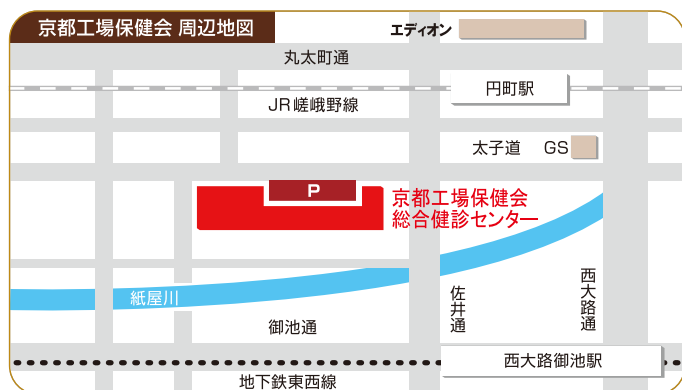 京都工場保健会 周辺地図
エディオン
丸太町通
円町駅
JR嵯峨野線
太子道
GS
P
京都工場保健会
総合健診センター
紙屋川
佐井通
西大路通
御池通
西大路御池駅
地下鉄東西線